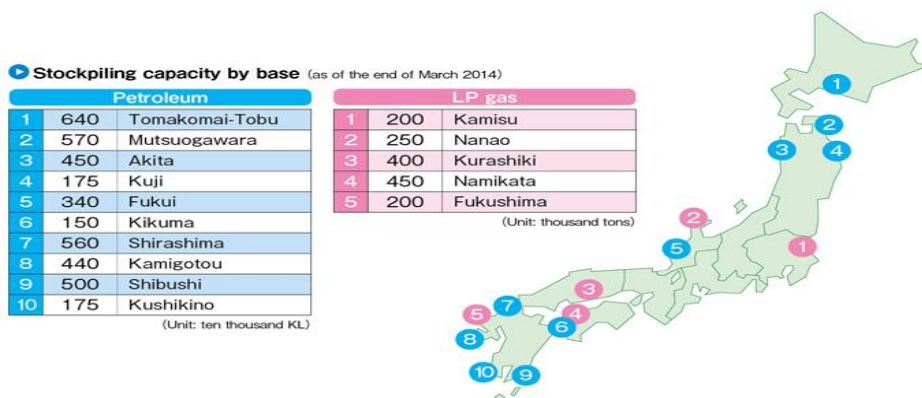 Stockpiling capacity by base (as of the end of March 2014)
Petroleum
1 640 Tomakomai-Tobu
2 570 Mutsuogawara
3 450 Akita
4 175 Kuji
5 340 Fukui
6 150 Kikuma
7 560 Shirashima
8 440 Kamigotou
9 500 Shibushi
10 175 Kushikino
(Unit: ten thousand KL)
LP gas
1 200 Kamisu
2 250 Nanao
3 400 Kurashiki
4 450 Namikata
5 200 Fukushima
(Unit: thousand tons)
1
2
3 4
2
5
1
3
7
5 4
6
8
10 9